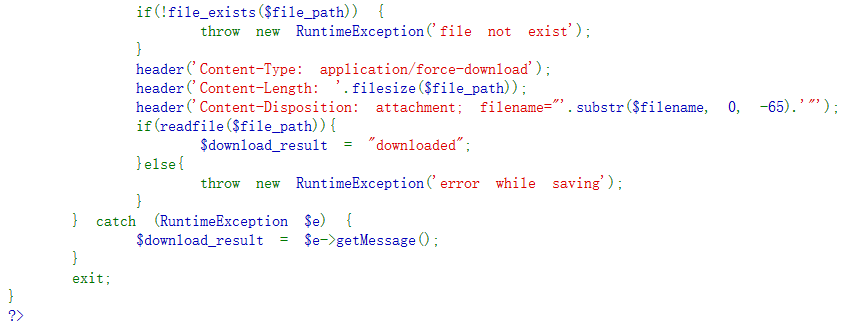 if(!file_exists($file_path)) {
throw new RuntimeException('file not exist');
}
header('Content-Type: application/force-download');
header('Content-Length: '.filesize($file_path));
header('Content-Disposition: attachment; filename="'.substr($filename, 0, -65).'"');
if(readfile($file_path)){
$download_result = "downloaded";
}else{
throw new RuntimeException('error while saving');
}
} catch (RuntimeException $e) {
$download_result = $e->getMessage();
}
exit;
}
?>